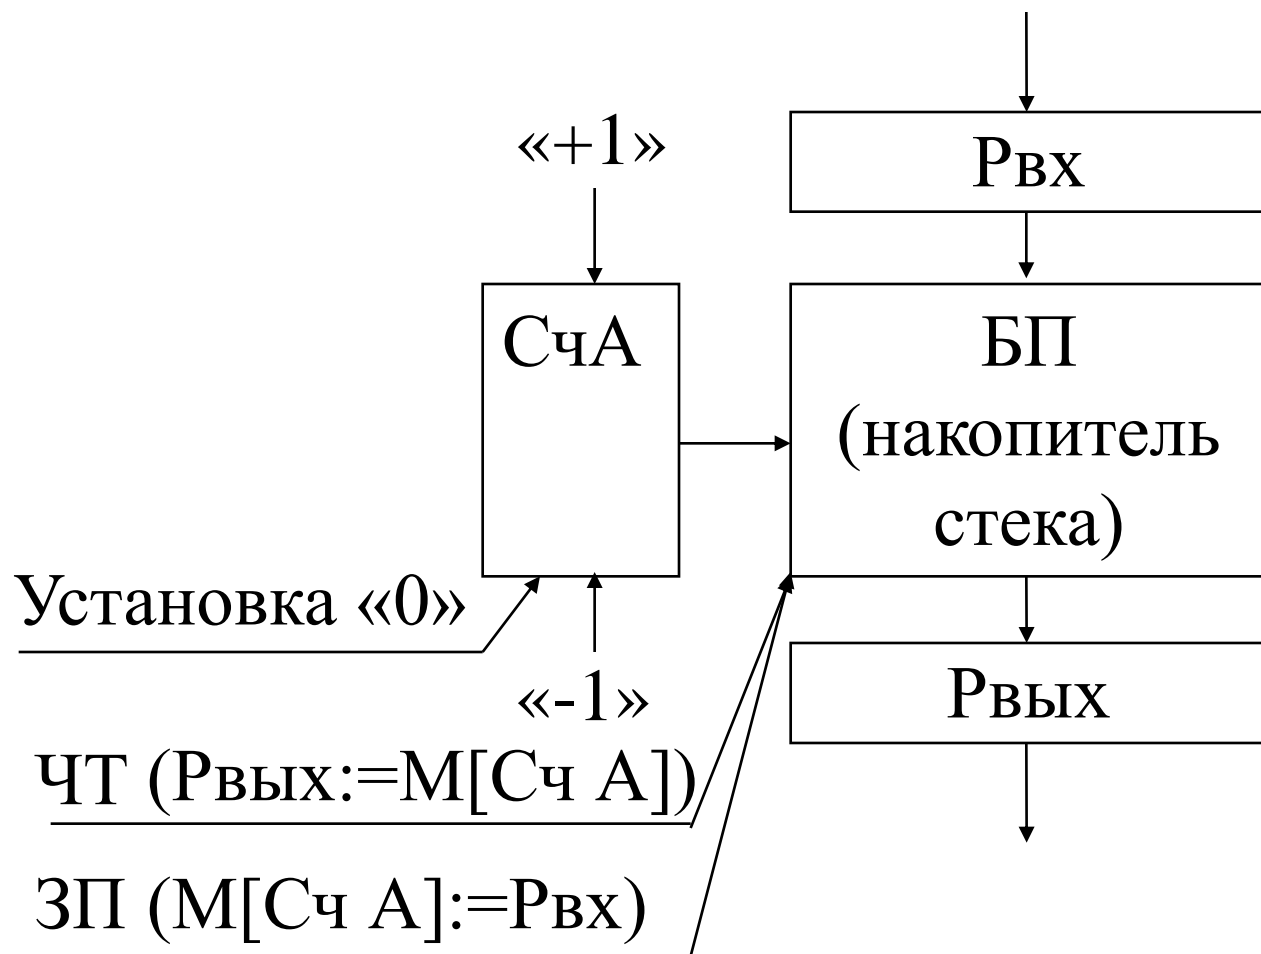 «+1»
Рвх
СчА
БП
(накопитель
стека)
Установка «0»
«-1»
Рвых
ЧТ (Рвых:=М[Сч А])
ЗП (М[Сч А]:=Рвх)